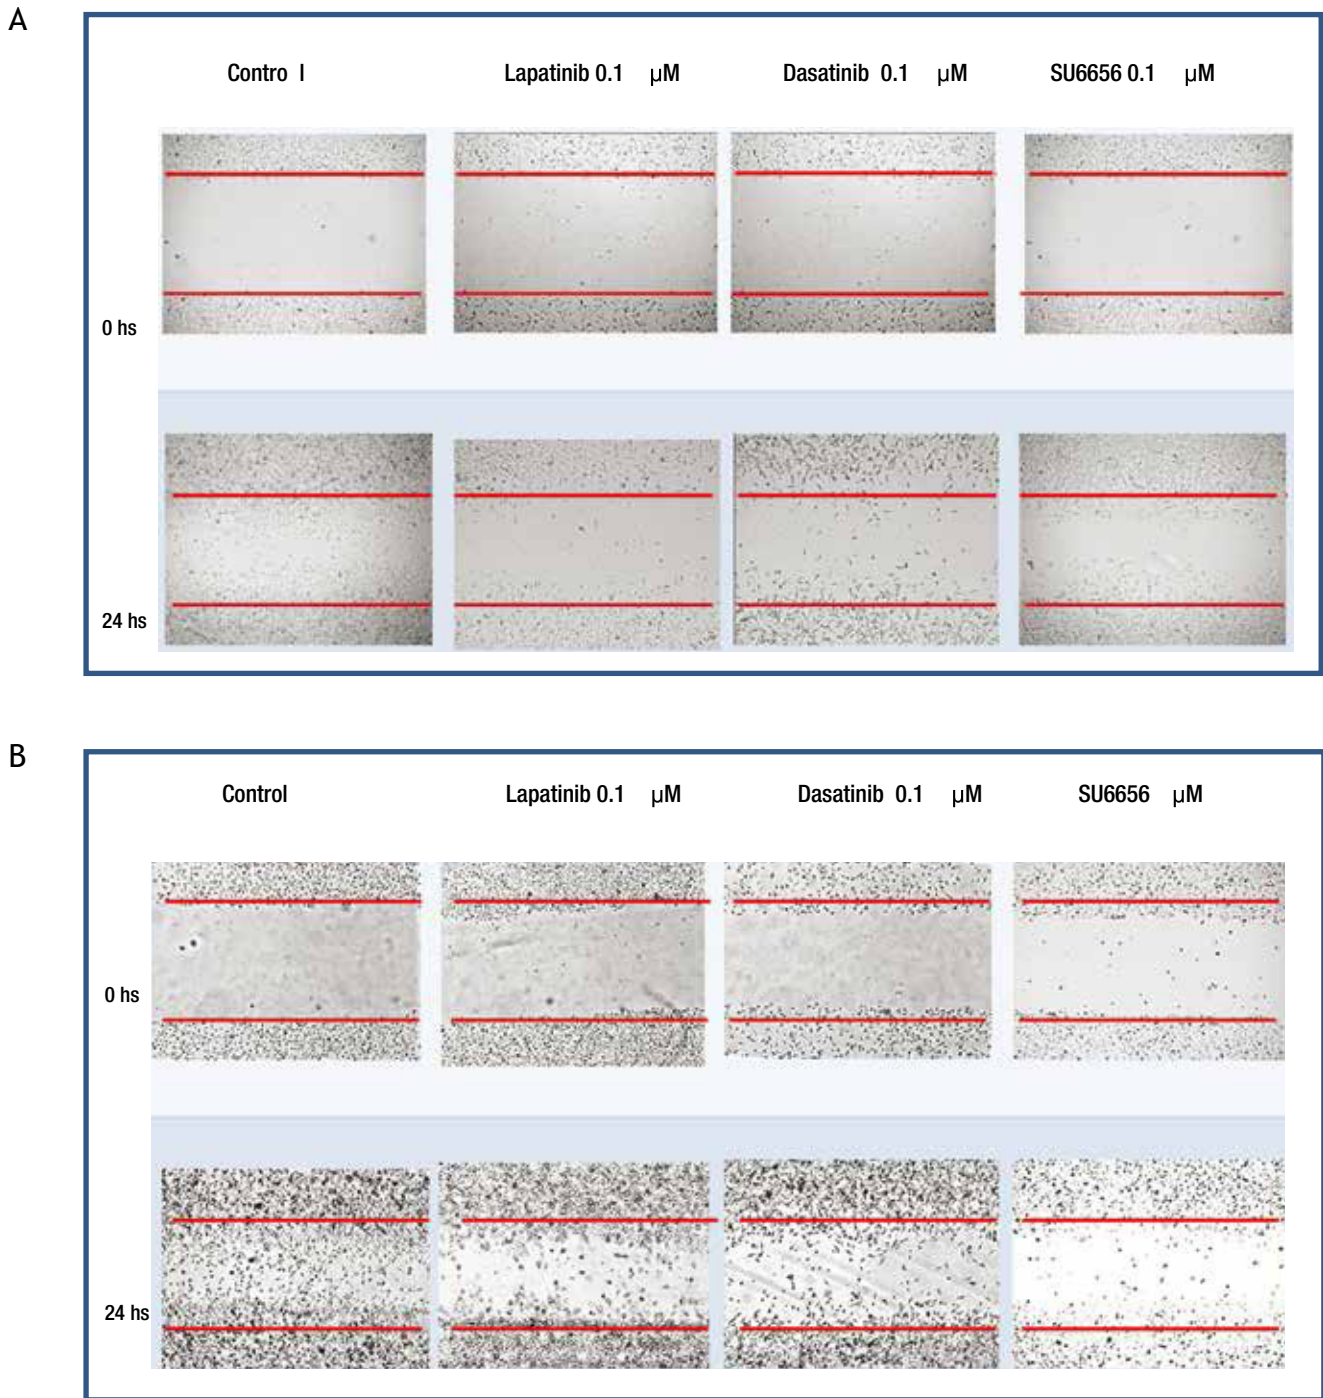 A
Contro l Lapatinib 0.1 µM Dasatinib 0.1 µM SU6656 0.1 µM
0 hs
24 hs
B
Control Lapatinib 0.1 µM Dasatinib 0.1 µM SU6656 µM
0 hs
24 hs